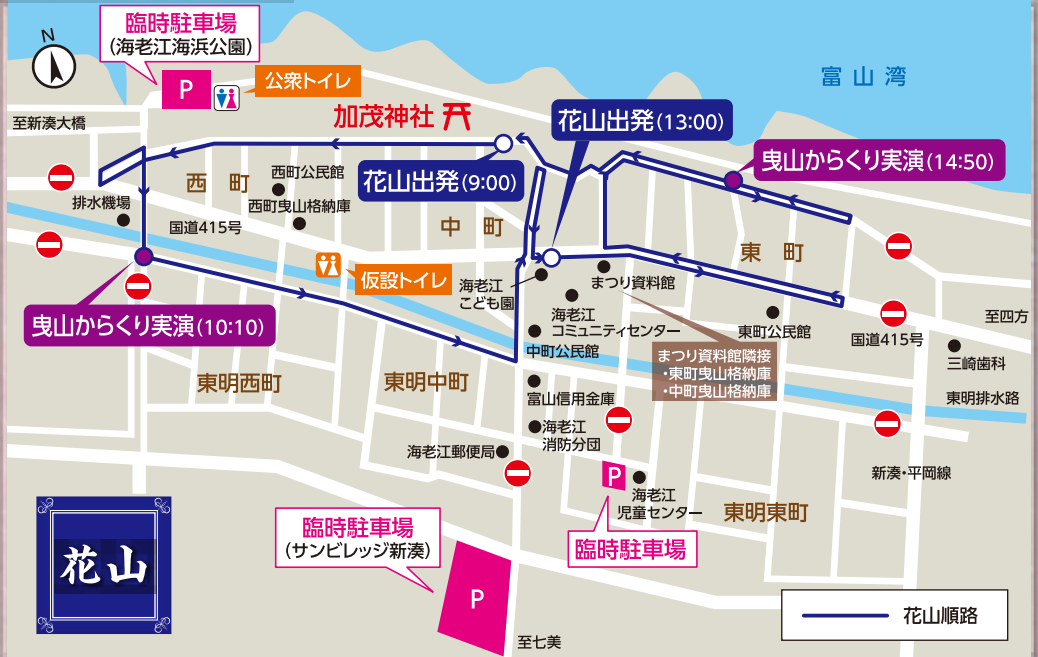 臨時駐車場
(海老江海浜公園)
N
P
公衆トイレ
富山湾
至新湊大橋
加茂神社
花山出発(13:00)
曳山からくり実演(14:50)
花山出発(9:00)
西町公民館
西町
西町曳山格納庫
排水機場
国道415号
中町
東町
仮設トイレ
海老江
こども園
まつり資料館
海老江
コミュニティセンター
曳山からくり実演(10:10)
中町公民館
東町公民館
国道415号
至四方
まつり資料館隣接
・東町曳山格納庫
・中町曳山格納庫
三崎歯科
東明西町
東明中町
富山信用金庫
東明排水路
海老江
消防分団
海老江郵便局
新湊・平岡線
P
海老江
児童センター
東明東町
臨時駐車場
(サンビレッジ新湊)
臨時駐車場
花山
P
花山順路
至七美